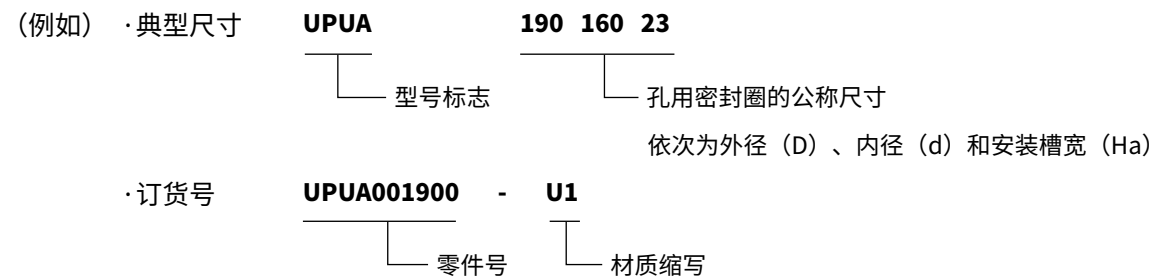 （例如） ·典型尺寸 UPUA 190 160 23
型号标志 孔用密封圈的公称尺寸
依次为外径（D）、内径（d）和安装槽宽（Ha）
·订货号 UPUA001900 - U1
零件号 材质缩写